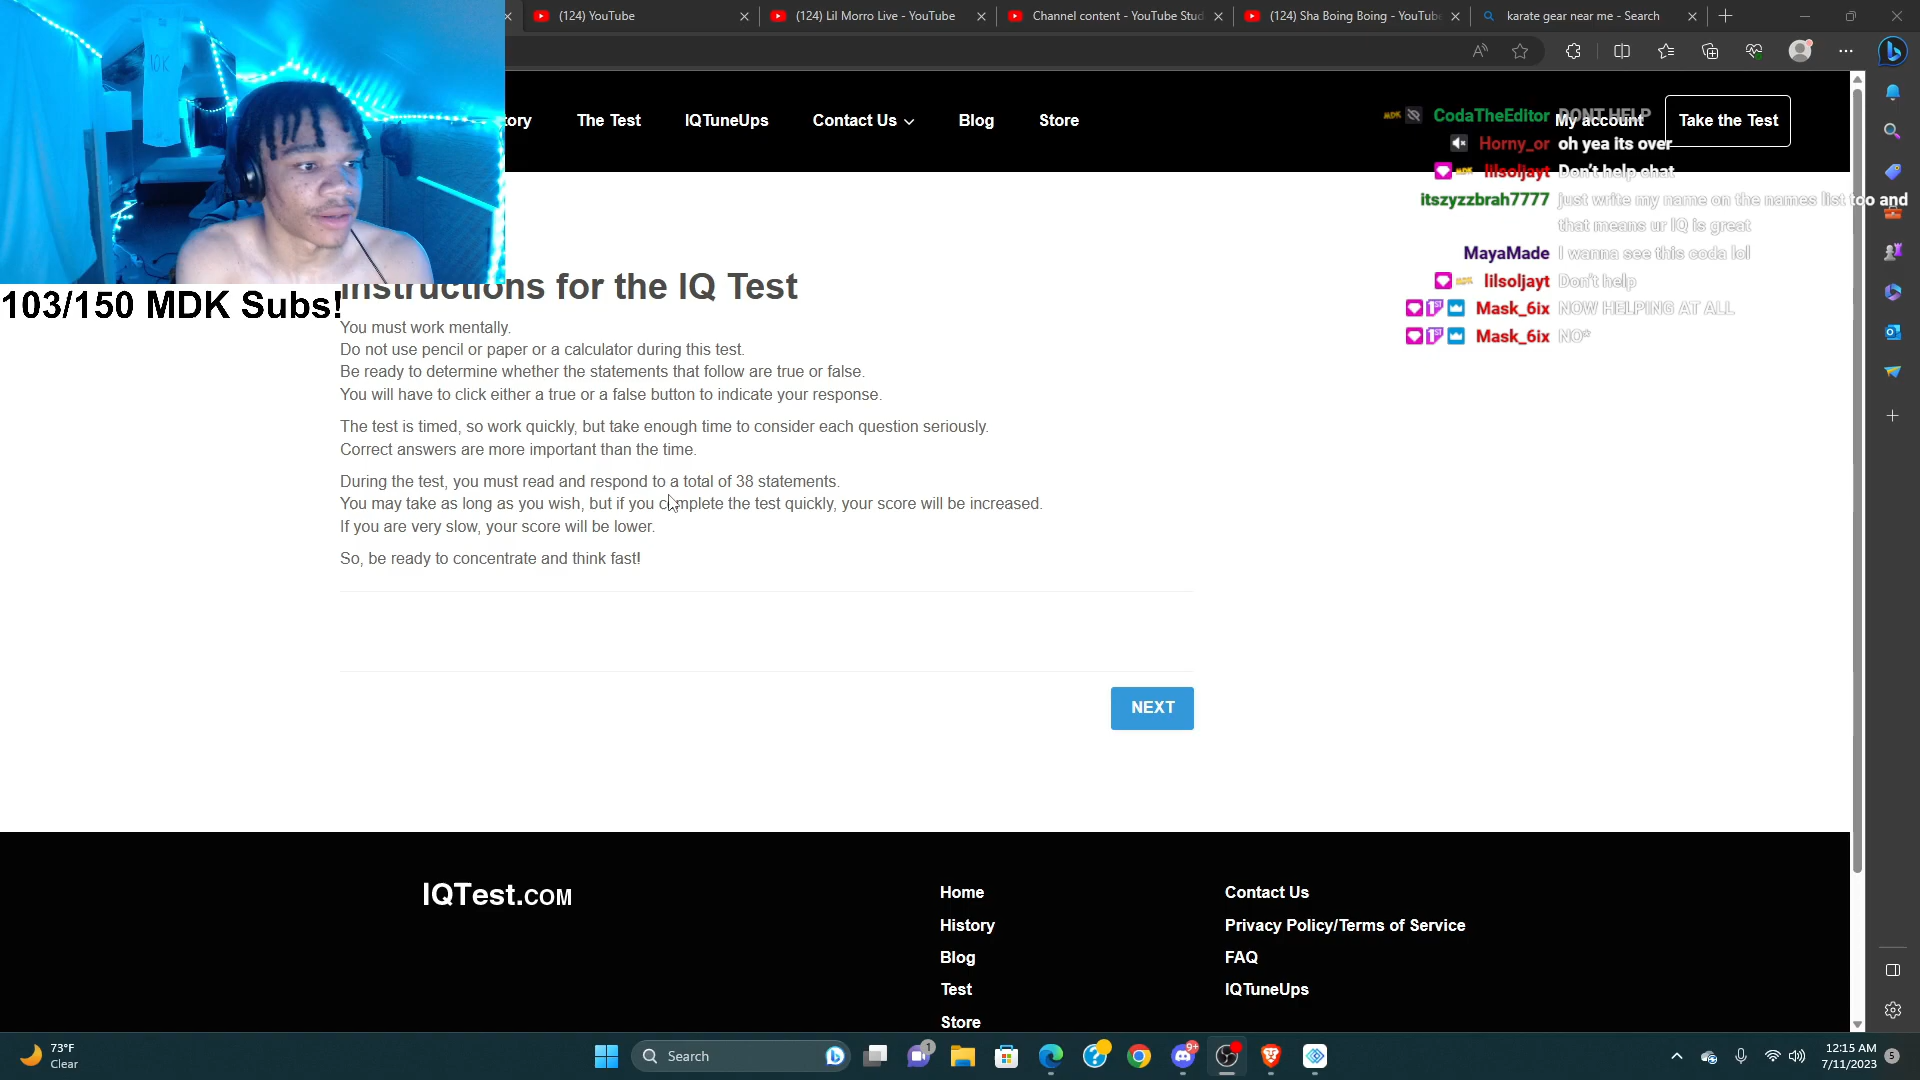 (124) YouTube
(124) Lil Morro Live - YouTube
Channel content - YouTube Stud
(124) Sha Boing Boing - YouTub
karate gear near me - Search
10K
The Test
IQTuneUps
Contact Us
Blog
Store
My account
Take the Test
CodaTheEditor DONT HELP
Horny_or oh yea its over
lilsoljayt Don't help chat
itszyzzbrah7777 just write my name on the names list too and
that means ur IQ is great
MayaMade I wanna see this coda lol
lilsoljayt Don't help
Mask_6ix NOW HELPING AT ALL
Mask_6ix NO*
103/150 MDK Subs!
Instructions for the IQ Test
You must work mentally.
Do not use pencil or paper or a calculator during this test.
Be ready to determine whether the statements that follow are true or false.
You will have to click either a true or a false button to indicate your response.
The test is timed, so work quickly, but take enough time to consider each question seriously.
Correct answers are more important than the time.
During the test, you must read and respond to a total of 38 statements.
You may take as long as you wish, but if you complete the test quickly, your score will be increased.
If you are very slow, your score will be lower.
So, be ready to concentrate and think fast!
NEXT
IQTest.COM
Home
History
Blog
Test
Store
Contact Us
Privacy Policy/Terms of Service
FAQ
IQTuneUps
73°F
Clear
Search
1
9+
12:15 AM
7/11/2023
5